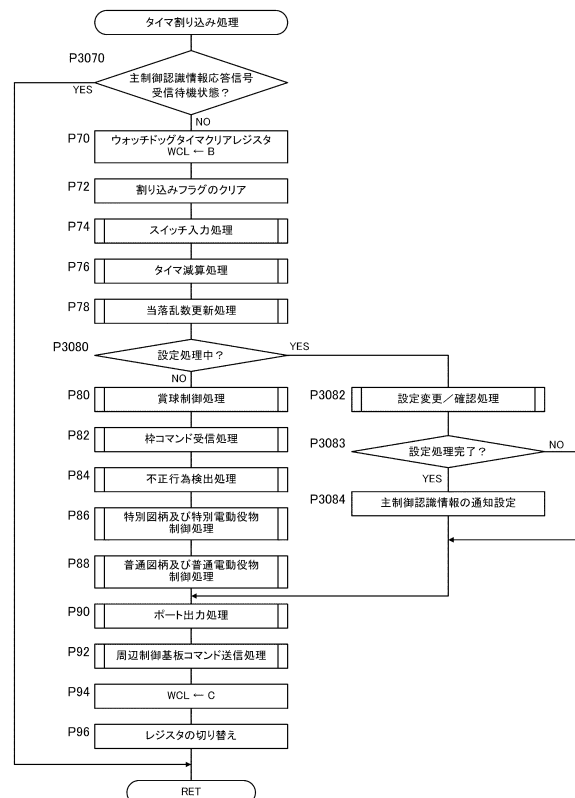 タイマ割り込み処理
P3070
主制御認識情報応答信号
受信待機状態？
YES
NO
P70
ウォッチドッグタイマクリアレジスタ
WCL ← B
P72
割り込みフラグのクリア
P74
スイッチ入力処理
P76
タイマ減算処理
P78
当落乱数更新処理
P3080
設定処理中？
YES
NO
P80
賞球制御処理
P3082
設定変更／確認処理
P82
枠コマンド受信処理
P3083
設定処理完了？
NO
YES
P84
不正行為検出処理
P3084
主制御認識情報の通知設定
P86
特別図柄及び特別電動役物
制御処理
P88
普通図柄及び普通電動役物
制御処理
P90
ポート出力処理
P92
周辺制御基板コマンド送信処理
P94
WCL ← C
P96
レジスタの切り替え
RET